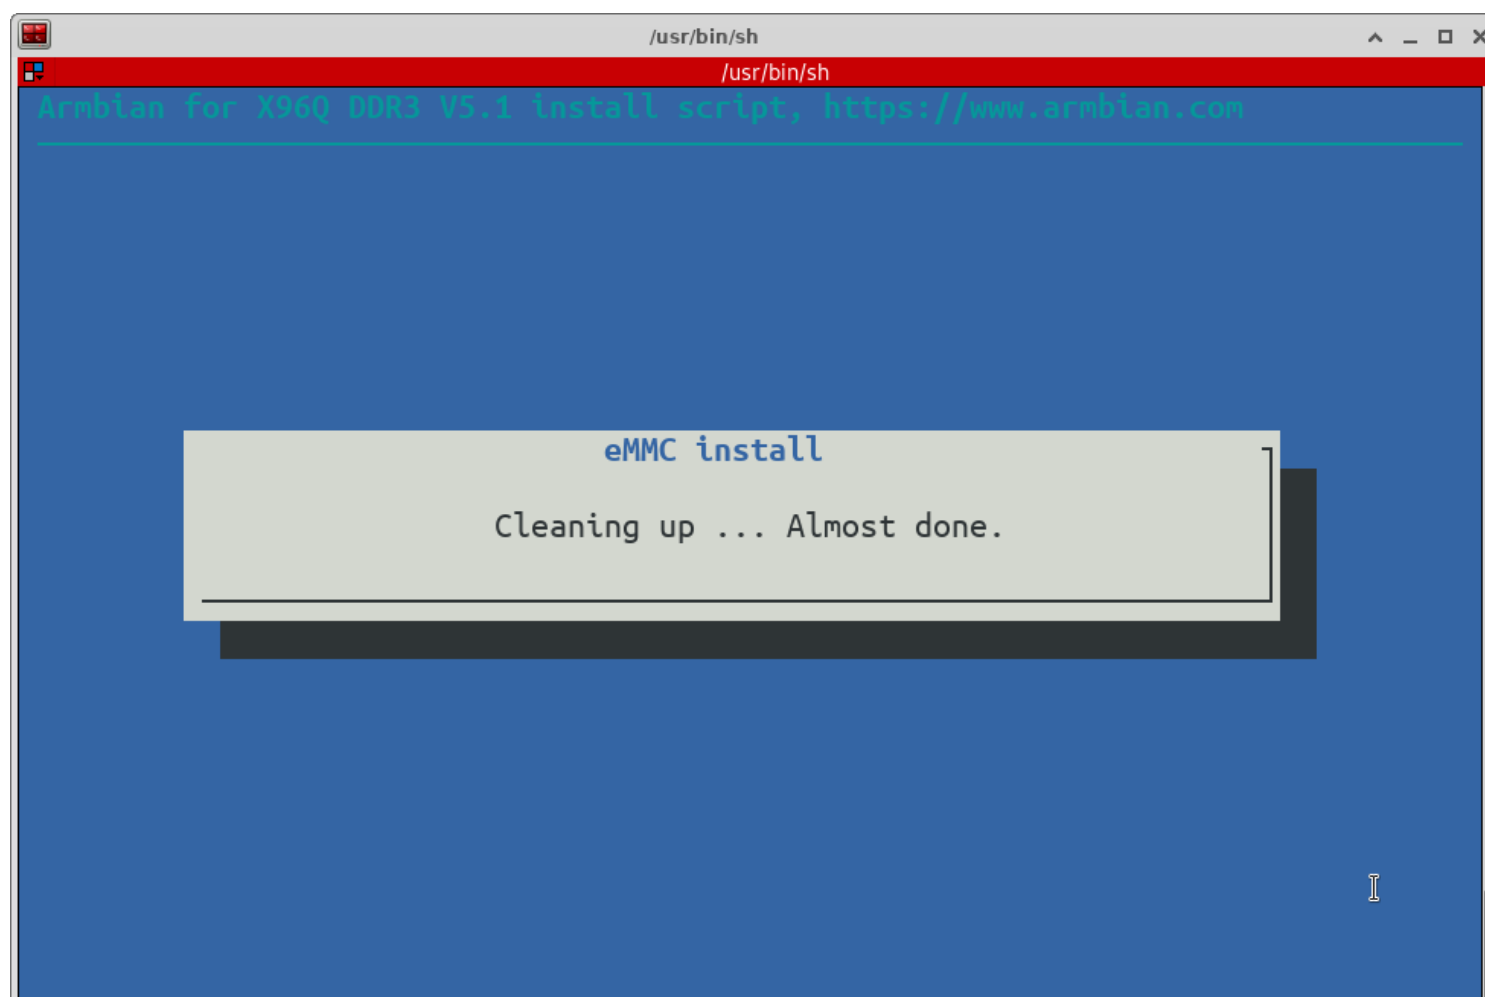 /usr/bin/sh
/usr/bin/sh
Armbian for X96Q DDR3 V5.1 install script, https://www.armbian.com
eMMC install
Cleaning up ... Almost done.